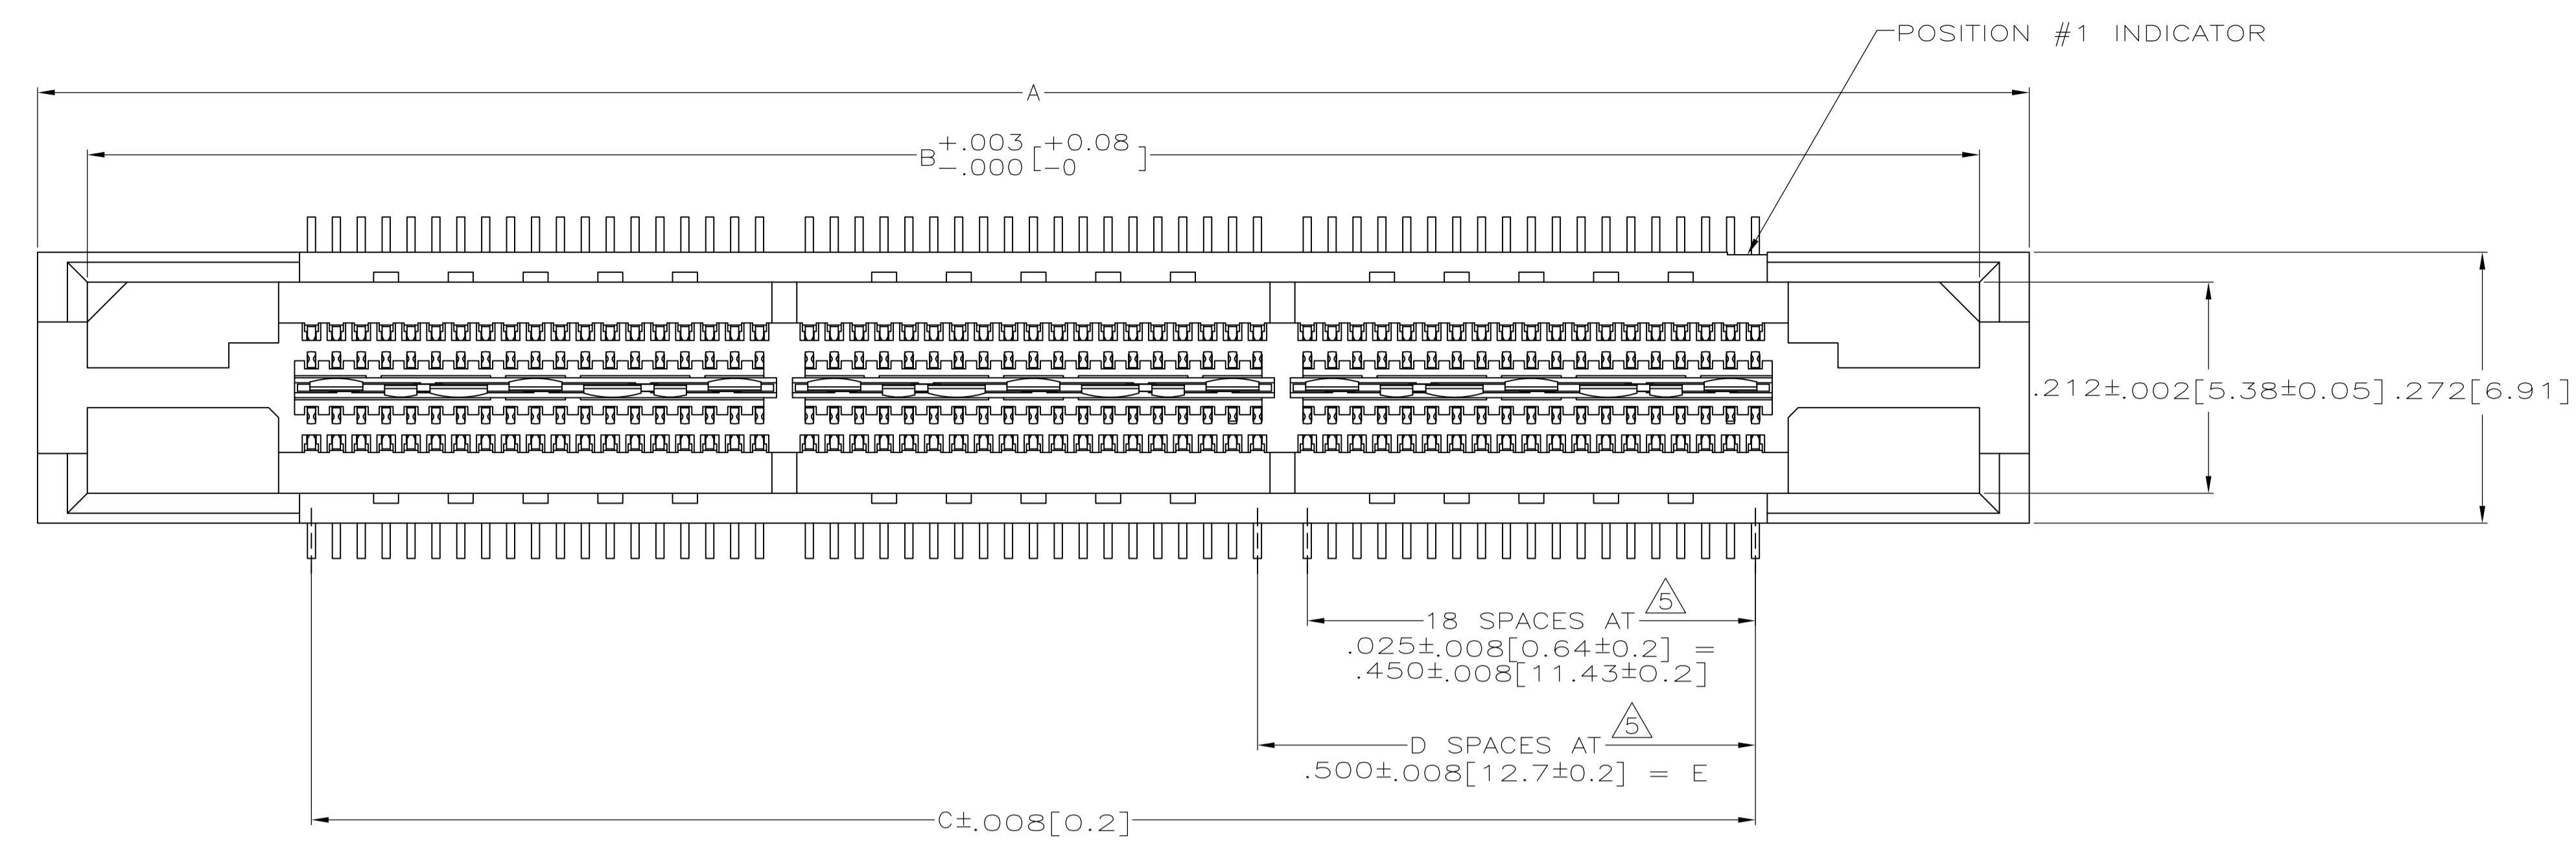 POSITION #1 INDICATOR
A
B +.003 [+0.08
-.000 -0 ]
.212±.002[5.38±0.05]
.272[6.91]
5
18 SPACES AT
.025±.008[0.64±0.2] =
.450±.008[11.43±0.2]
5
D SPACES AT
.500±.008[12.7±0.2] = E
C±.008[0.2]